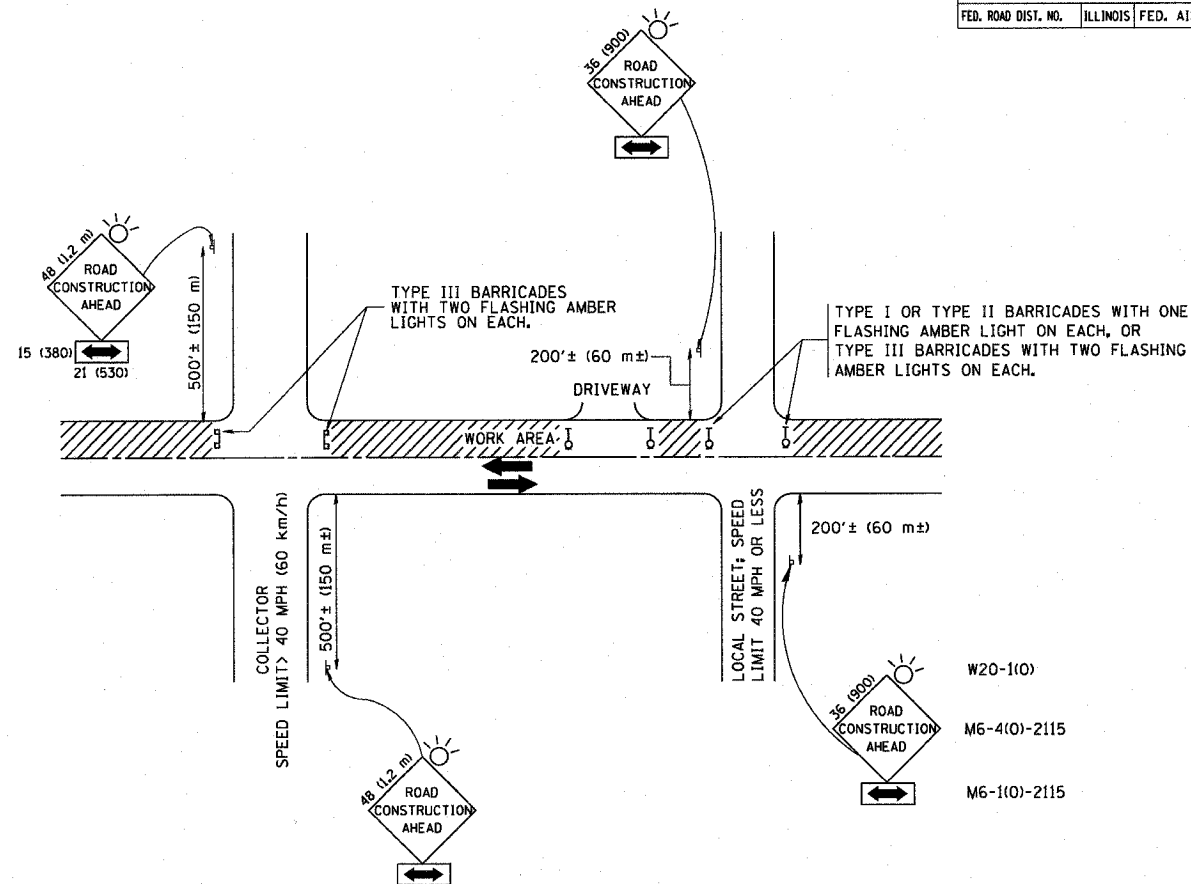 FED. ROAD DIST. NO. ILLINOIS FED. AI
36 (900)
ROAD
CONSTRUCTION
AHEAD
48 (1.2 m)
ROAD
CONSTRUCTION
AHEAD
15 (380)
21 (530)
500'± (150 m)
TYPE III BARRICADES
WITH TWO FLASHING AMBER
LIGHTS ON EACH.
200'± (60 m±)
DRIVEWAY
TYPE I OR TYPE II BARRICADES WITH ONE
FLASHING AMBER LIGHT ON EACH, OR
TYPE III BARRICADES WITH TWO FLASHING
AMBER LIGHTS ON EACH.
WORK AREA
COLLECTOR
SPEED LIMIT> 40 MPH (60 km/h)
500'± (150 m±)
LOCAL STREET; SPEED
LIMIT 40 MPH OR LESS
200'± (60 m±)
36 (900)
ROAD
CONSTRUCTION
AHEAD
W20-1(O)
M6-4(O)-2115
M6-1(O)-2115
48 (1.2 m)
ROAD
CONSTRUCTION
AHEAD